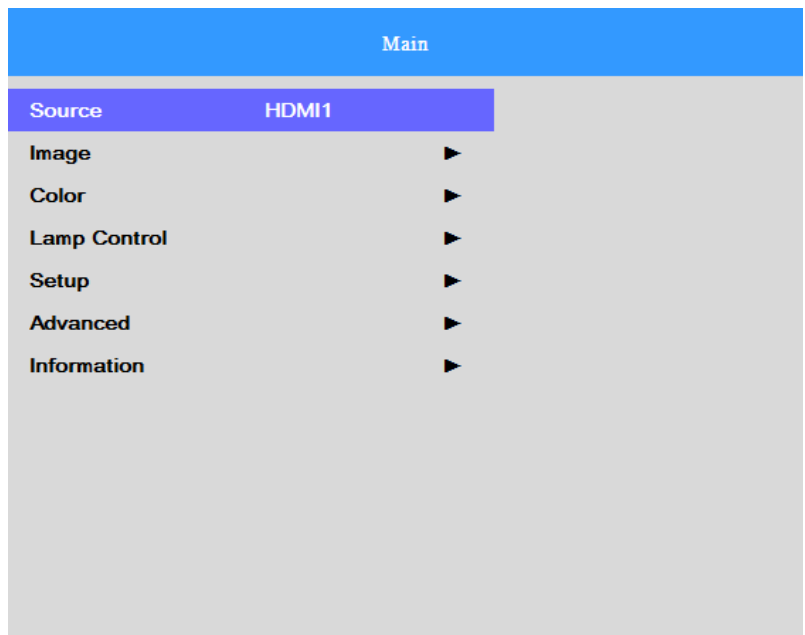 Main
Source HDMI1
Image
Color
Lamp Control
Setup
Advanced
Information